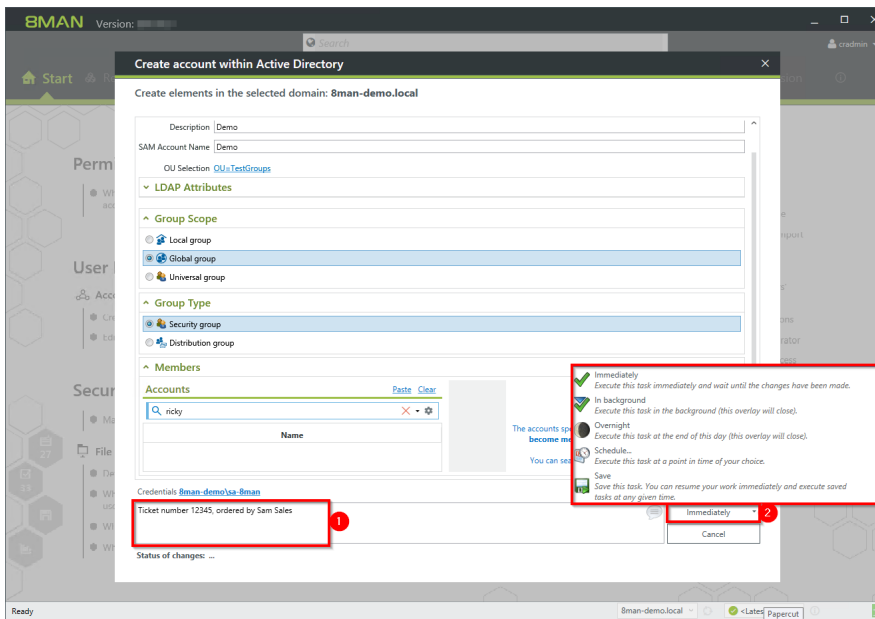 8MAN Version:
Search
cradmin
Start
Create account within Active Directory
Create elements in the selected domain: 8man-demo.local
Description Demo
SAM Account Name Demo
OU Selection OU=TestGroups
LDAP Attributes
Group Scope
Local group
Global group
Universal group
Group Type
Security group
Distribution group
Members
Accounts Paste Clear
ricky
Name
The accounts spe
become me
You can sea
Immediately
Execute this task immediately and wait until the changes have been made.
In background
Execute this task in the background (this overlay will close).
Overnight
Execute this task at the end of this day (this overlay will close).
Schedule...
Execute this task at a point in time of your choice.
Save
Save this task. You can resume your work immediately and execute saved
tasks at any given time.
Credentials 8man-demo\sa-8man
Ticket number 12345, ordered by Sam Sales
1
Immediately
2
Cancel
Status of changes: ...
Perm
User
Acco
Secur
File
27
Ready
8man-demo.local
<Lates
Papercut